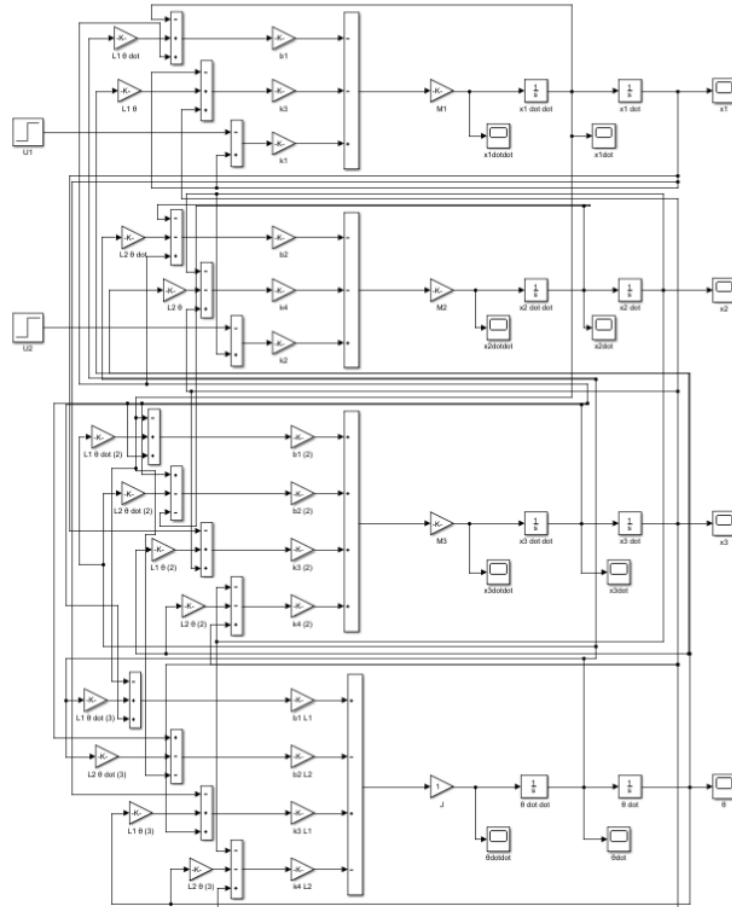 -K-
L1 θ dot
-K-
b1
-K-
L1 θ
-K-
k3
-K-
M1
1/s
x1 dot dot
1/s
x1 dot
x1
x1dotdot
x1dot
U1
-K-
k1
-K-
L2 θ dot
-K-
b2
-K-
L2 θ
-K-
k4
-K-
M2
1/s
x2 dot dot
1/s
x2 dot
x2
x2dotdot
x2dot
U2
-K-
k2
-K-
L1 θ dot (2)
-K-
b1 (2)
-K-
L2 θ dot (2)
-K-
b2 (2)
-K-
L1 θ (2)
-K-
k3 (2)
-K-
M3
1/s
x3 dot dot
1/s
x3 dot
x3
x3dotdot
x3dot
-K-
L2 θ (2)
-K-
k4 (2)
-K-
L1 θ dot (3)
-K-
b1 L1
-K-
L2 θ dot (3)
-K-
b2 L2
1
J
1/s
θ dot dot
1/s
θ dot
θ
θdotdot
θdot
-K-
L1 θ (3)
-K-
k3 L1
-K-
L2 θ (3)
-K-
k4 L2